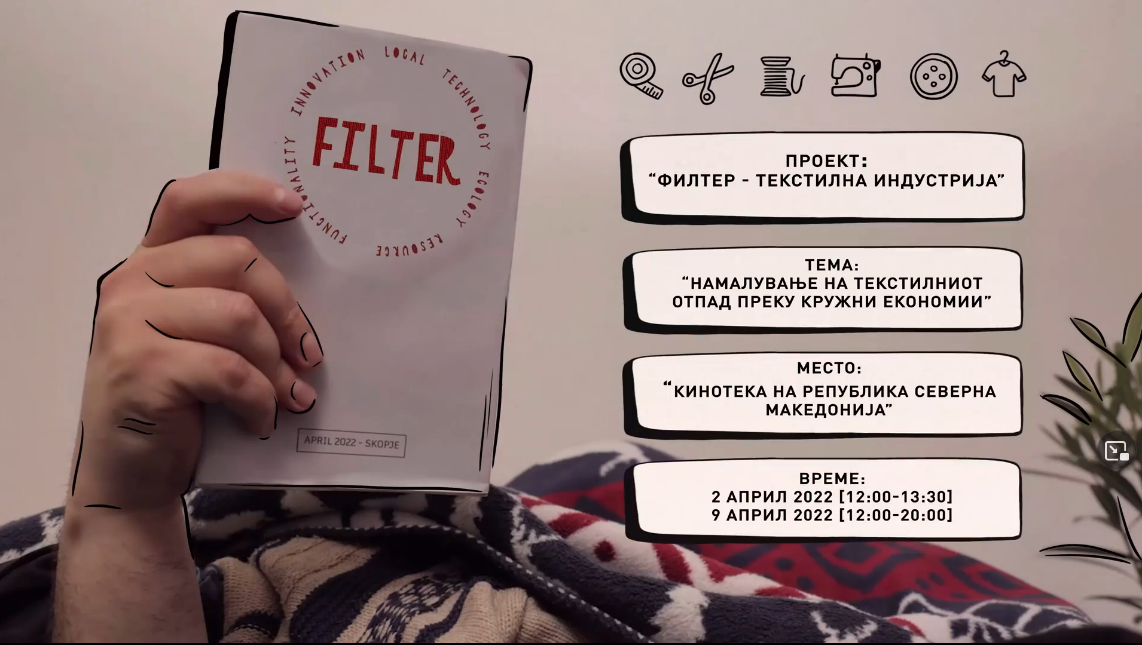 INNOVATION LOCAL TECHNOLOGY ECOLOGY RESOURCE FUNCTIONALITY
FILTER
APRIL 2022 - SKOPJE
ПРОЕКТ:
“ФИЛТЕР - ТЕКСТИЛНА ИНДУСТРИЈА”
ТЕМА:
“НАМАЛУВАЊЕ НА ТЕКСТИЛНИОТ
ОТПАД ПРЕКУ КРУЖНИ ЕКОНОМИИ”
МЕСТО:
“КИНОТЕКА НА РЕПУБЛИКА СЕВЕРНА
МАКЕДОНИЈА”
ВРЕМЕ:
2 АПРИЛ 2022 [12:00-13:30]
9 АПРИЛ 2022 [12:00-20:00]